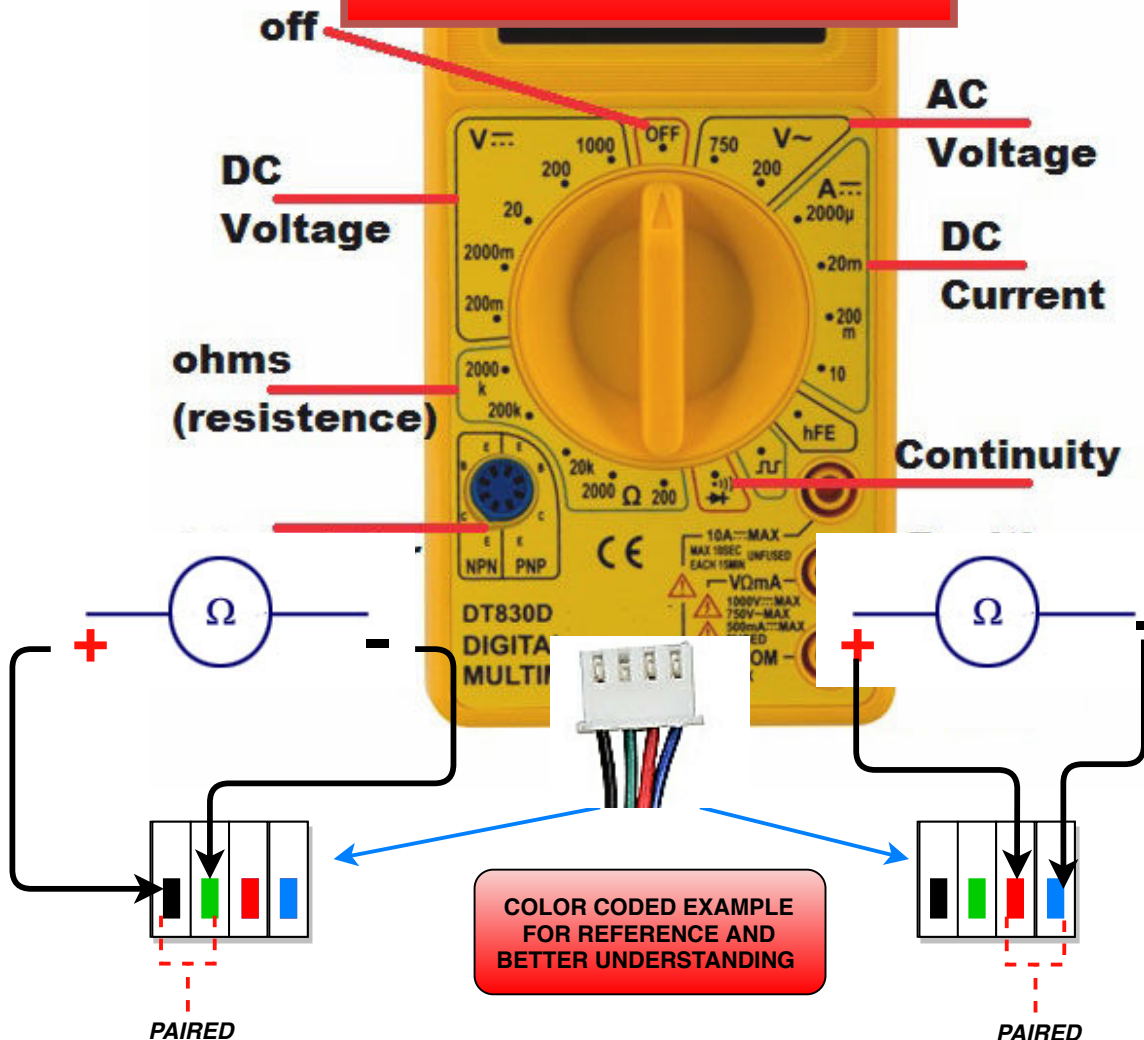 off
OFF
V⎓
1000
200
20
2000m
200m
750
V~
200
A⎓
2000μ
20m
200
m
10
hFE
AC
Voltage
DC
Voltage
DC
Current
ohms
(resistence)
2000
k
200k
20k
2000 Ω 200
Continuity
E E
B B
C C
E E
NPN PNP
CE
10A⎓MAX
MAX 10SEC
EACH 15MIN
UNFUSED
VΩmA
1000V⎓MAX
750V~MAX
500mA⎓MAX
DT830D
DIGITA
MULTI
OM
Ω
+ -
Ω
+ -
COLOR CODED EXAMPLE
FOR REFERENCE AND
BETTER UNDERSTANDING
PAIRED
PAIRED